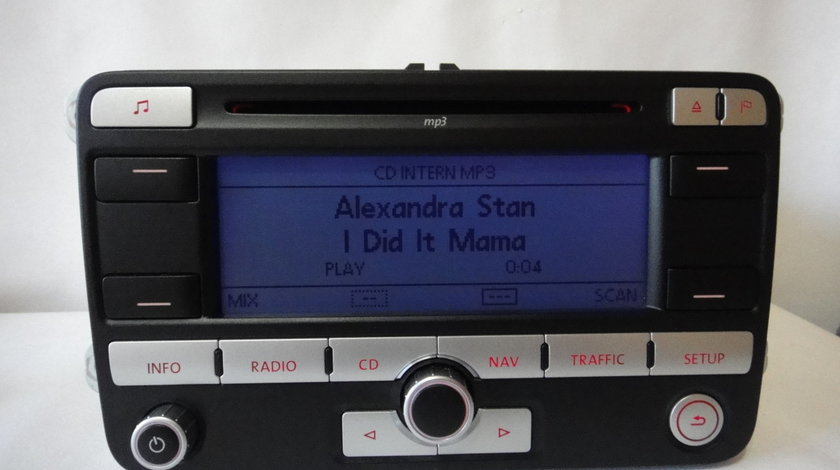 mp3
CD INTERN MP3
Alexandra Stan
I Did It Mama
PLAY 0:04
MIX -- --- SCAN
INFO RADIO CD NAV TRAFFIC SETUP